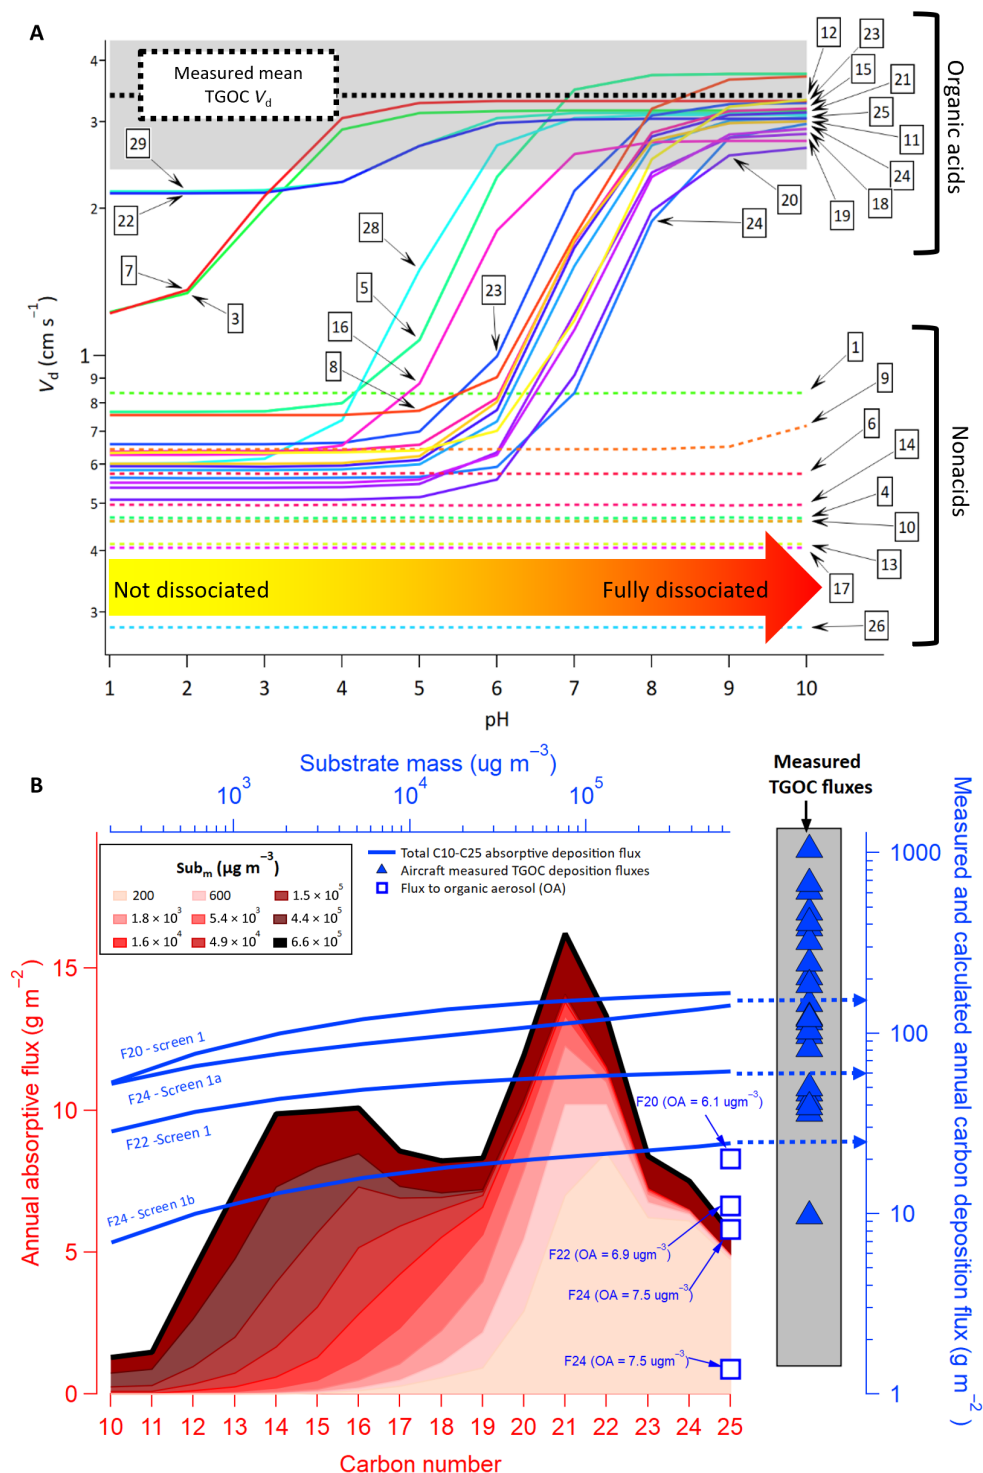 A
4
3
2
1
9
8
7
6
5
4
3
V_d (cm s⁻¹)
Measured mean
TGOC V_d
29
22
7
3
28
5
16
8
23
24
20
12
23
15
21
25
11
24
18
19
1
9
6
14
4
10
13
17
26
Organic acids
Nonacids
Not dissociated
Fully dissociated
1 2 3 4 5 6 7 8 9 10
pH
B
Substrate mass (ug m⁻³)
10³ 10⁴ 10⁵
Measured
TGOC fluxes
Sub_m (µg m⁻³)
200 600 1.5 × 10⁵
1.8 × 10³ 5.4 × 10³ 4.4 × 10⁵
1.6 × 10⁴ 4.9 × 10⁴ 6.6 × 10⁵
Total C10-C25 absorptive deposition flux
Aircraft measured TGOC deposition fluxes
Flux to organic aerosol (OA)
15
10
5
0
Annual absorptive flux (g m⁻²)
F20 - screen 1
F24 - Screen 1a
F22 -Screen 1
F24 - Screen 1b
F20 (OA = 6.1 ugm⁻³)
F22 (OA = 6.9 ugm⁻³)
F24 (OA = 7.5 ugm⁻³)
F24 (OA = 7.5 ugm⁻³)
1000
100
10
1
Measured and calculated annual carbon deposition flux (g m⁻²)
10 11 12 13 14 15 16 17 19 19 20 21 22 23 24 25
Carbon number